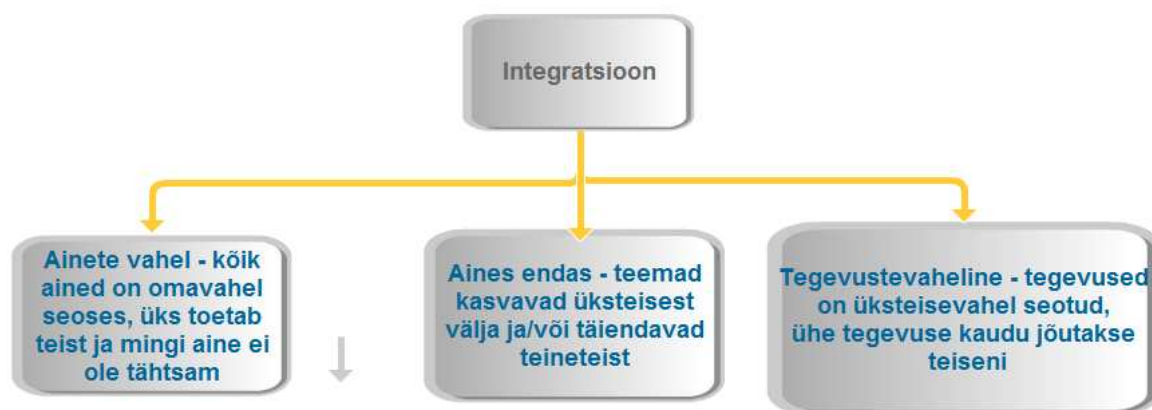 Integratsioon
Ainete vahel - kõik
ained on omavahel
seoses, üks toetab
teist ja mingi aine ei
ole tähtsam
Aines endas - teemad
kasvavad üksteisest
välja ja/või täiendavad
teineteist
Tegevustevaheline - tegevused
on üksteisevahel seotud,
ühe tegevuse kaudu jõutakse
teiseni